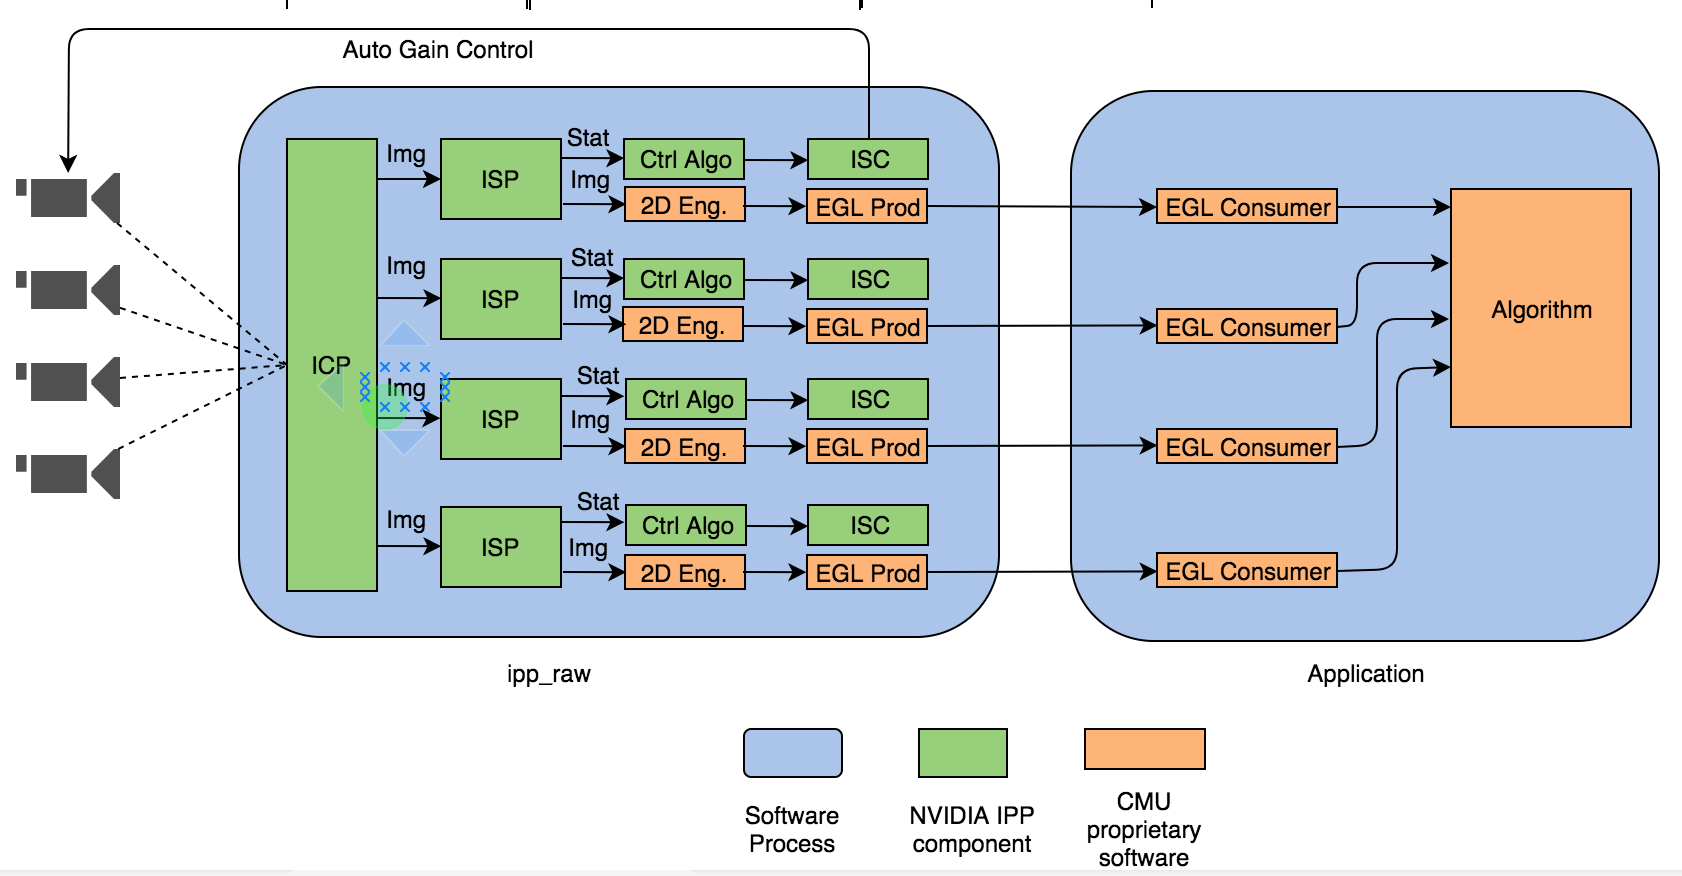 Auto Gain Control
Img
Stat
Ctrl Algo
ISC
ISP
Img
2D Eng.
EGL Prod
EGL Consumer
Img
Stat
Ctrl Algo
ISC
ISP
Img
2D Eng.
EGL Prod
EGL Consumer
Algorithm
ICP
Img
Stat
Ctrl Algo
ISC
ISP
Img
2D Eng.
EGL Prod
EGL Consumer
Img
Stat
Ctrl Algo
ISC
ISP
Img
2D Eng.
EGL Prod
EGL Consumer
ipp_raw
Application
Software
Process
NVIDIA IPP
component
CMU
proprietary
software